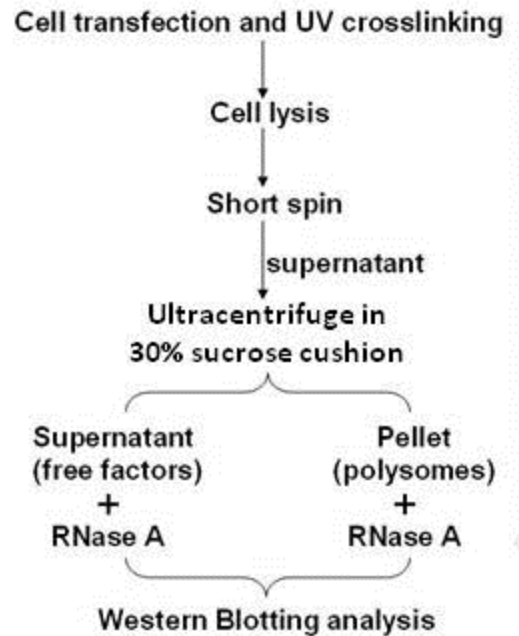 Cell transfection and UV crosslinking
Cell lysis
Short spin
supernatant
Ultracentrifuge in
30% sucrose cushion
Supernatant
(free factors)
+
RNase A
Pellet
(polysomes)
+
RNase A
Western Blotting analysis